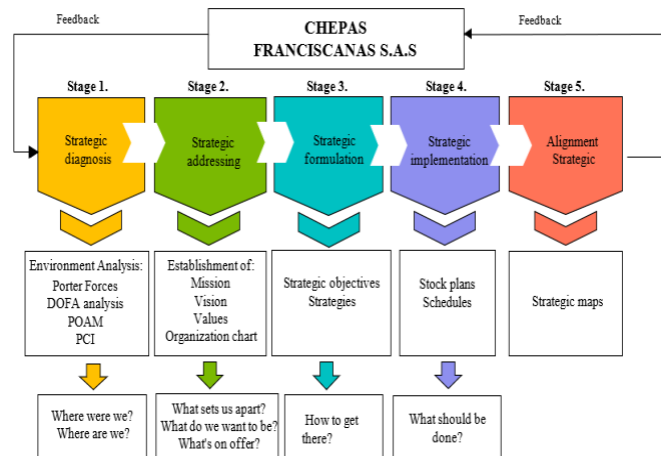 Feedback
CHEPAS
FRANCISCANAS S.A.S
Feedback
Stage 1.
Stage 2.
Stage 3.
Stage 4.
Stage 5.
Strategic
diagnosis
Strategic
addressing
Strategic
formulation
Strategic
implementation
Alignment
Strategic
Environment Analysis:
Porter Forces
DOFA analysis
POAM
PCI
Establishment of:
Mission
Vision
Values
Organization chart
Strategic objectives
Strategies
Stock plans
Schedules
Strategic maps
Where were we?
Where are we?
What sets us apart?
What do we want to be?
What's on offer?
How to get
there?
What should be
done?